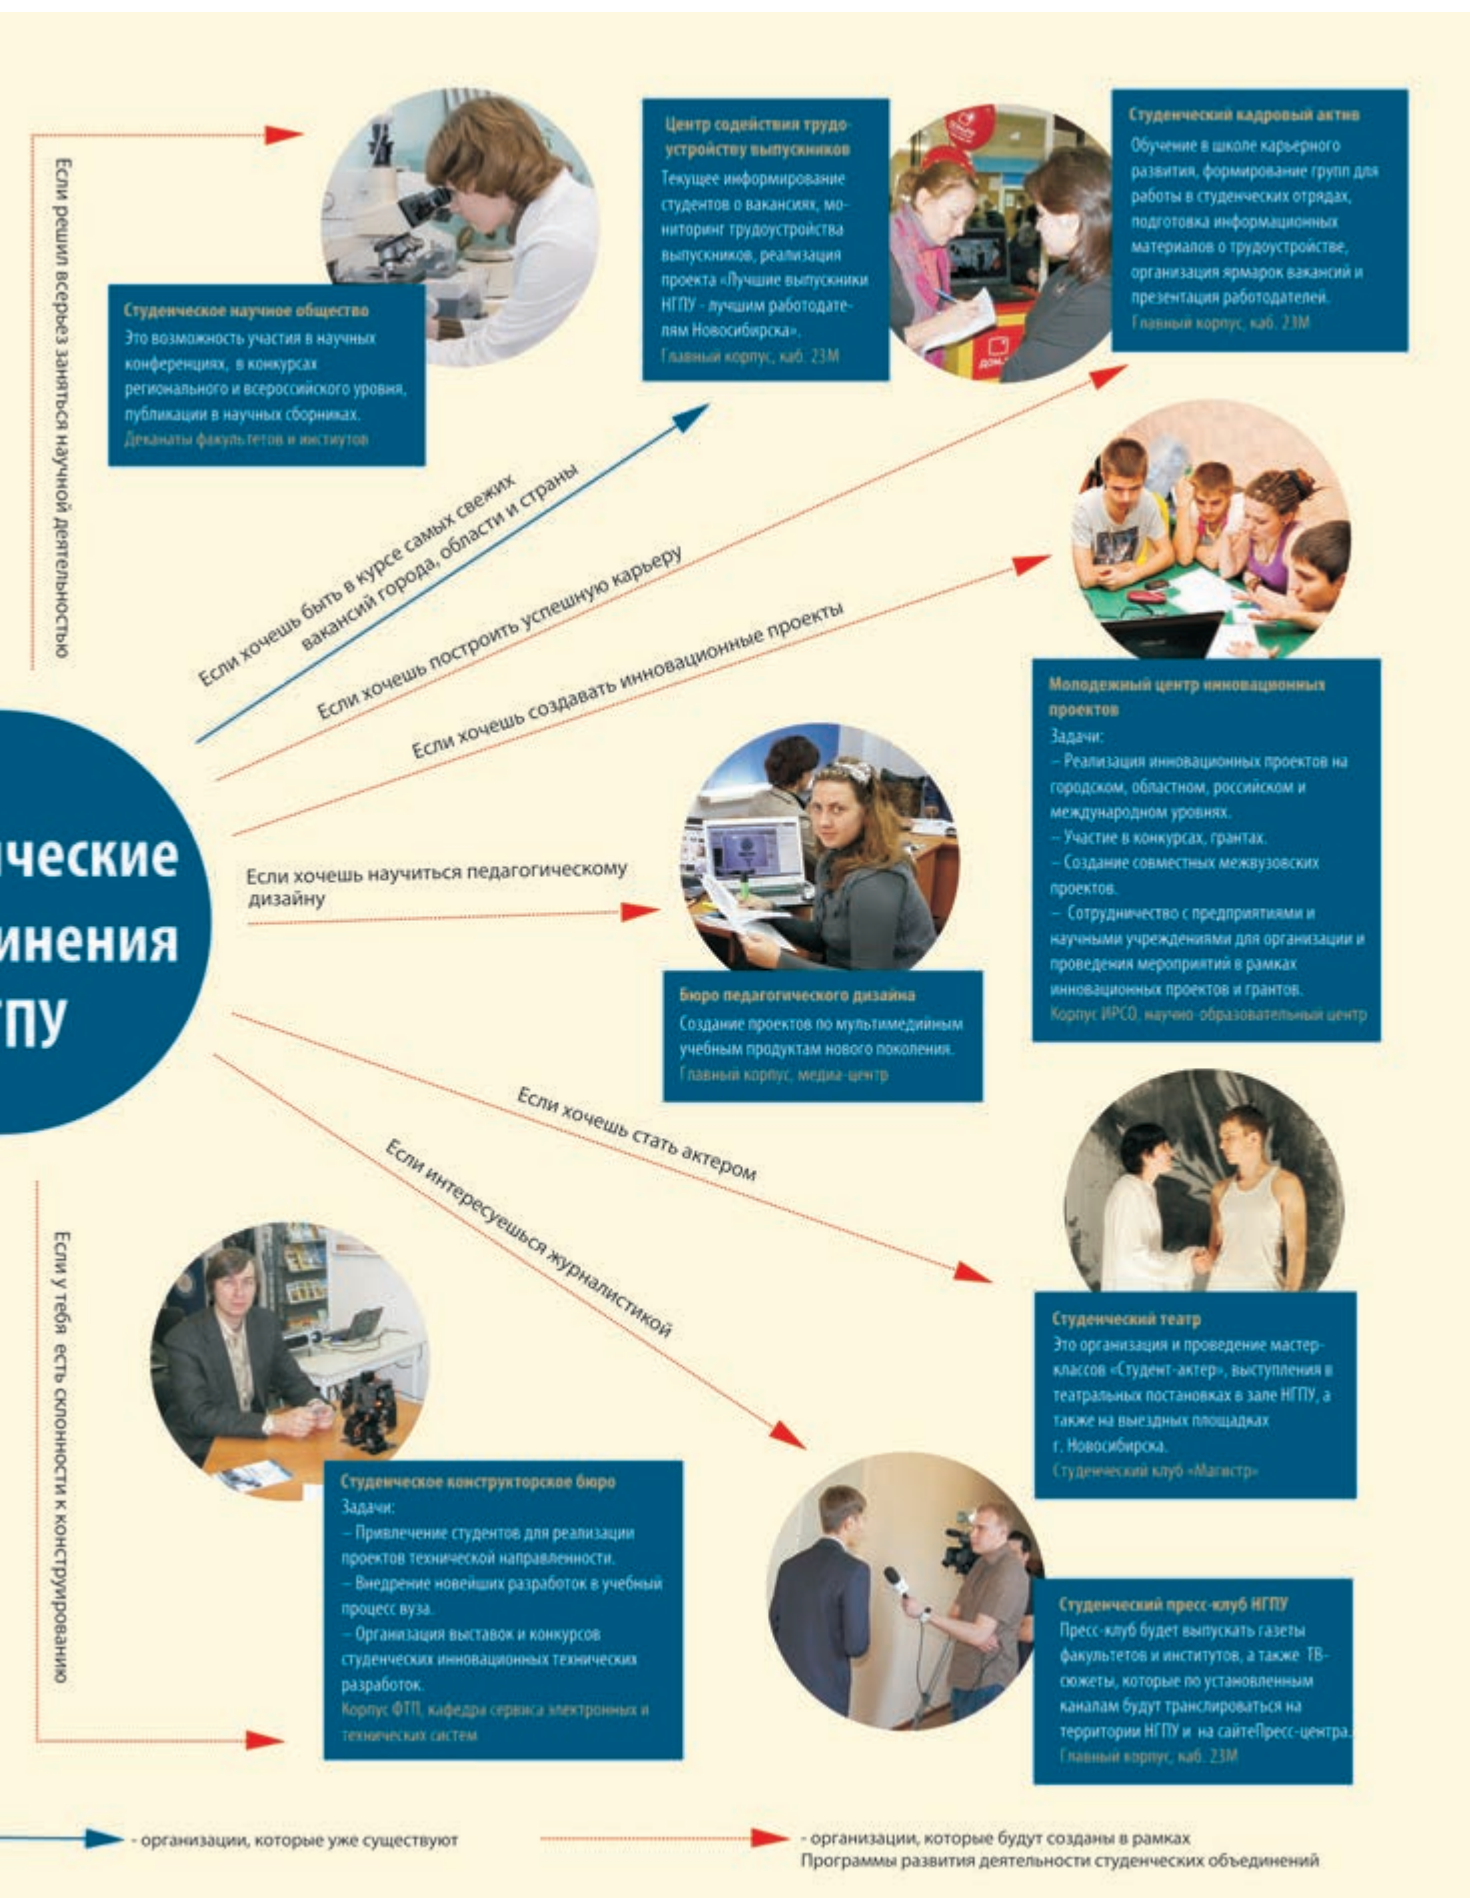 Если решил всерьез заняться научной деятельностью
Студенческое научное общество
Это возможность участия в научных
конференциях, в конкурсах
регионального и всероссийского уровня,
публикации в научных сборниках.
Деканаты факультетов и инстиутов
Центр содействия трудо-
устройству выпускников
Текущее информирование
студентов о вакансиях, мо-
ниторинг трудоустройства
выпускников, реализация
проекта «Лучшие выпускники
НГПУ - лучшим работодате-
лям Новосибирска».
Главный корпус, каб. 23М
Студенческий кадровый актив
Обучение в школе карьерного
развития, формирование групп для
работы в студенческих отрядах,
подготовка информационных
материалов о трудоустройстве,
организация ярмарок вакансий и
презентация работодателей.
Главный корпус, каб. 23М
Если хочешь быть в курсе самых свежих
вакансий города, области и страны
Если хочешь построить успешную карьеру
Если хочешь создавать инновационные проекты
Молодежный центр инновационных
проектов
Задачи:
– Реализация инновационных проектов на
городском, областном, российском и
международном уровнях.
– Участие в конкурсах, грантах.
– Создание совместных межвузовских
проектов.
– Сотрудничество с предприятиями и
научными учреждениями для организации и
проведения мероприятий в рамках
инновационных проектов и грантов.
Корпус ИРСО, научно-образовательный центр
ческие
инения
ГПУ
Если хочешь научиться педагогическому
дизайну
Бюро педагогического дизайна
Создание проектов по мультимедийным
учебным продуктам нового поколения.
Главный корпус, медиа-центр
Если хочешь стать актером
Если интересуешься журналистикой
Студенческий театр
Это организация и проведение мастер-
классов «Студент-актер», выступления в
театральных постановках в зале НГПУ, а
также на выездных площадках
г. Новосибирска.
Студенческий клуб «Магистр»
Если у тебя есть склонности к конструированию
Студенческое конструкторское бюро
Задачи:
– Привлечение студентов для реализации
проектов технической направленности.
– Внедрение новейших разработок в учебный
процесс вуза.
– Организация выставок и конкурсов
студенческих инновационных технических
разработок.
Корпус ФТП, кафедра сервиса электронных и
технических систем
Студенческий пресс-клуб НГПУ
Пресс-клуб будет выпускать газеты
факультетов и институтов, а также ТВ-
сюжеты, которые по установленным
каналам будут транслироваться на
территории НГПУ и на сайтеПресс-центра.
Главный корпус, каб. 23М
- организации, которые уже существуют
- организации, которые будут созданы в рамках
Программы развития деятельности студенческих объединений